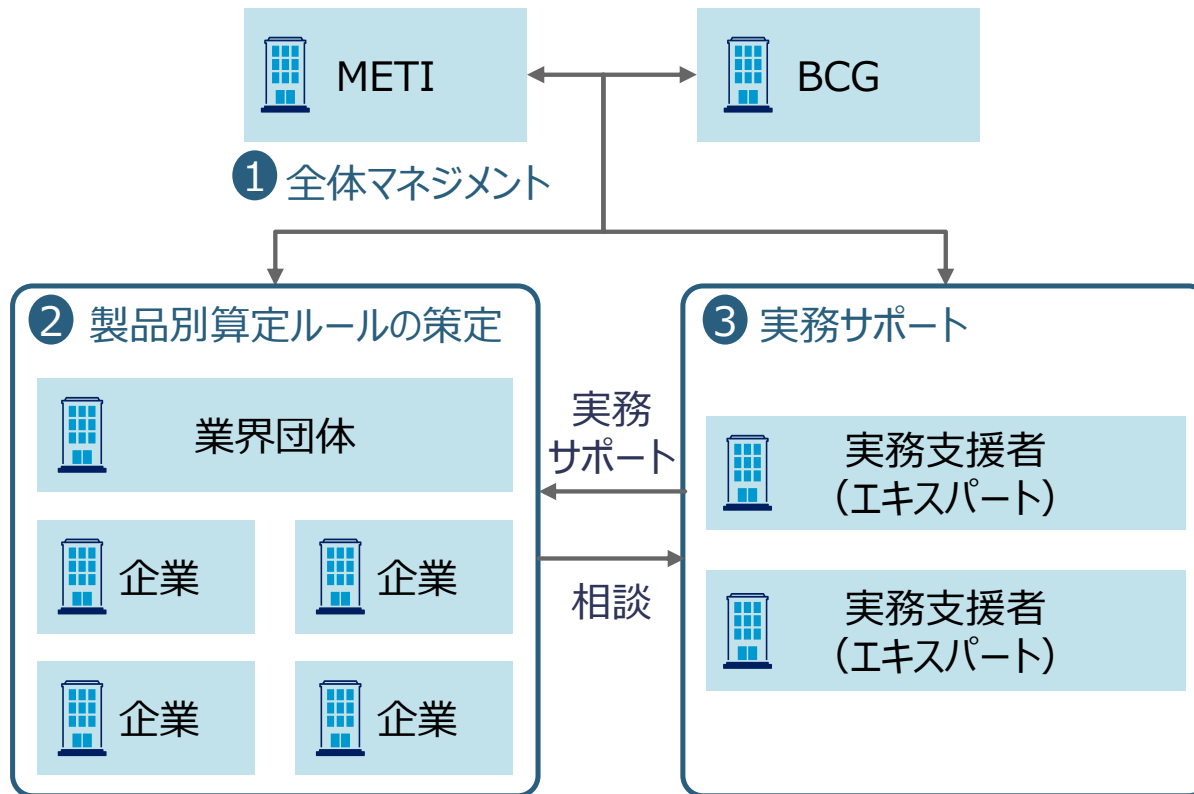 METI
BCG
1 全体マネジメント
2 製品別算定ルールの策定
業界団体
企業
企業
企業
企業
実務
サポート
相談
3 実務サポート
実務支援者
（エキスパート）
実務支援者
（エキスパート）